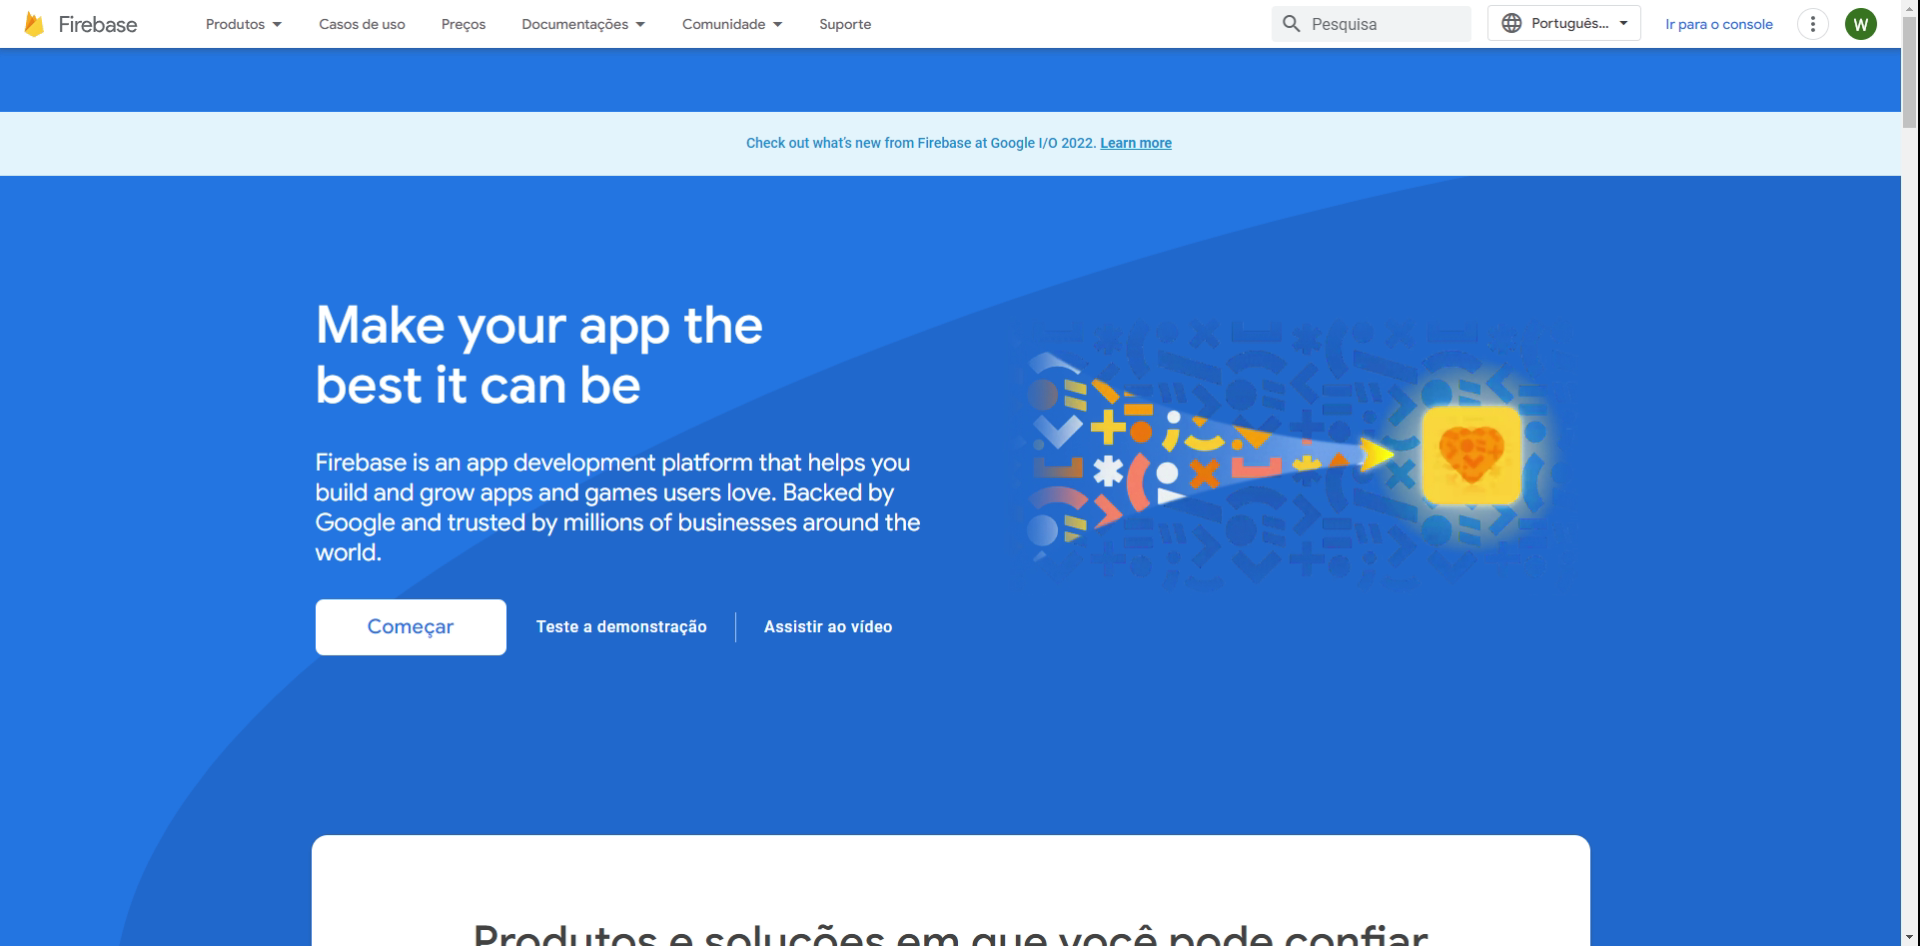 Firebase
Produtos
Casos de uso
Preços
Documentações
Comunidade
Suporte
Pesquisa
Português...
Ir para o console
W
Check out what's new from Firebase at Google I/O 2022. Learn more
Make your app the
best it can be
Firebase is an app development platform that helps you
build and grow apps and games users love. Backed by
Google and trusted by millions of businesses around the
world.
Começar
Teste a demonstração
Assistir ao vídeo
Produtos e soluções em que você pode confiar